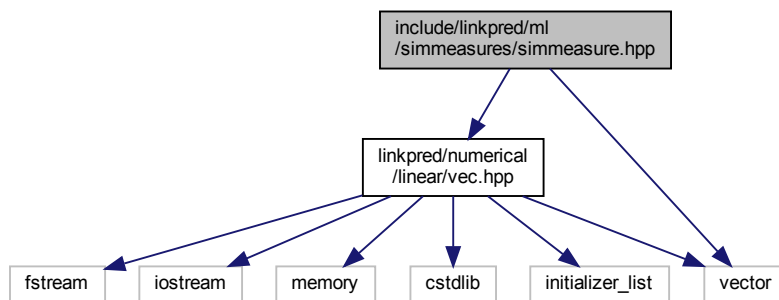 include/linkpred/ml
/simmeasures/simmeasure.hpp
linkpred/numerical
/linear/vec.hpp
fstream
iostream
memory
cstdlib
initializer_list
vector